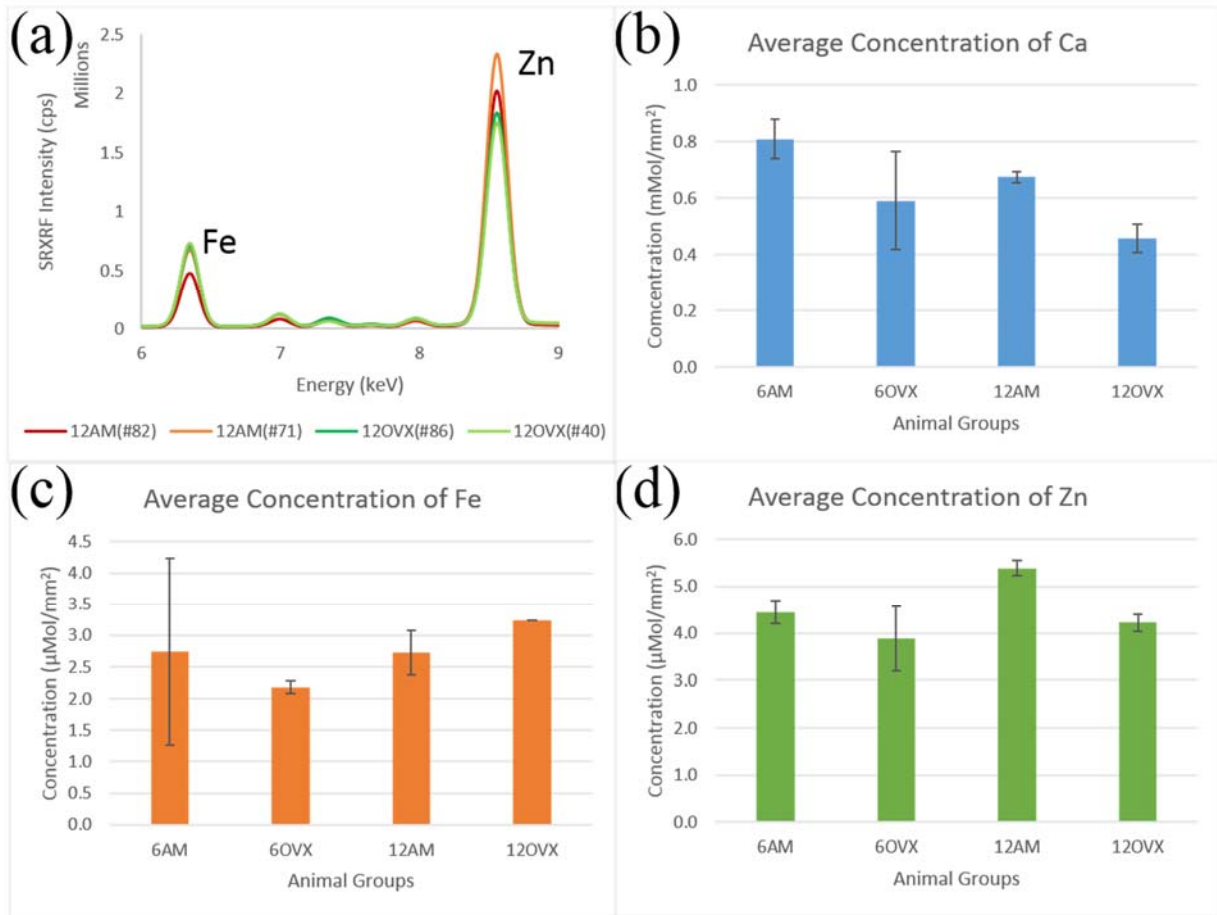 (a)
2.5
2
1.5
1
0.5
0
Millions
SRXRF Intensity (cps)
Fe
Zn
6
7
8
9
Energy (keV)
12AM(#82)
12AM(#71)
12OVX(#86)
12OVX(#40)
(b)
Average Concentration of Ca
1.0
0.8
0.6
0.4
0.2
0.0
Comcentration (mMol/mm²)
6AM
6OVX
12AM
12OVX
Animal Groups
(c)
Average Concentration of Fe
4.5
4.0
3.5
3.0
2.5
2.0
1.5
1.0
0.5
0.0
Concentration (µMol/mm²)
6AM
6OVX
12AM
12OVX
Animal Groups
(d)
Average Concentration of Zn
6.0
5.0
4.0
3.0
2.0
1.0
0.0
Concentration (µMol/mm²)
6AM
6OVX
12AM
12OVX
Animal Groups